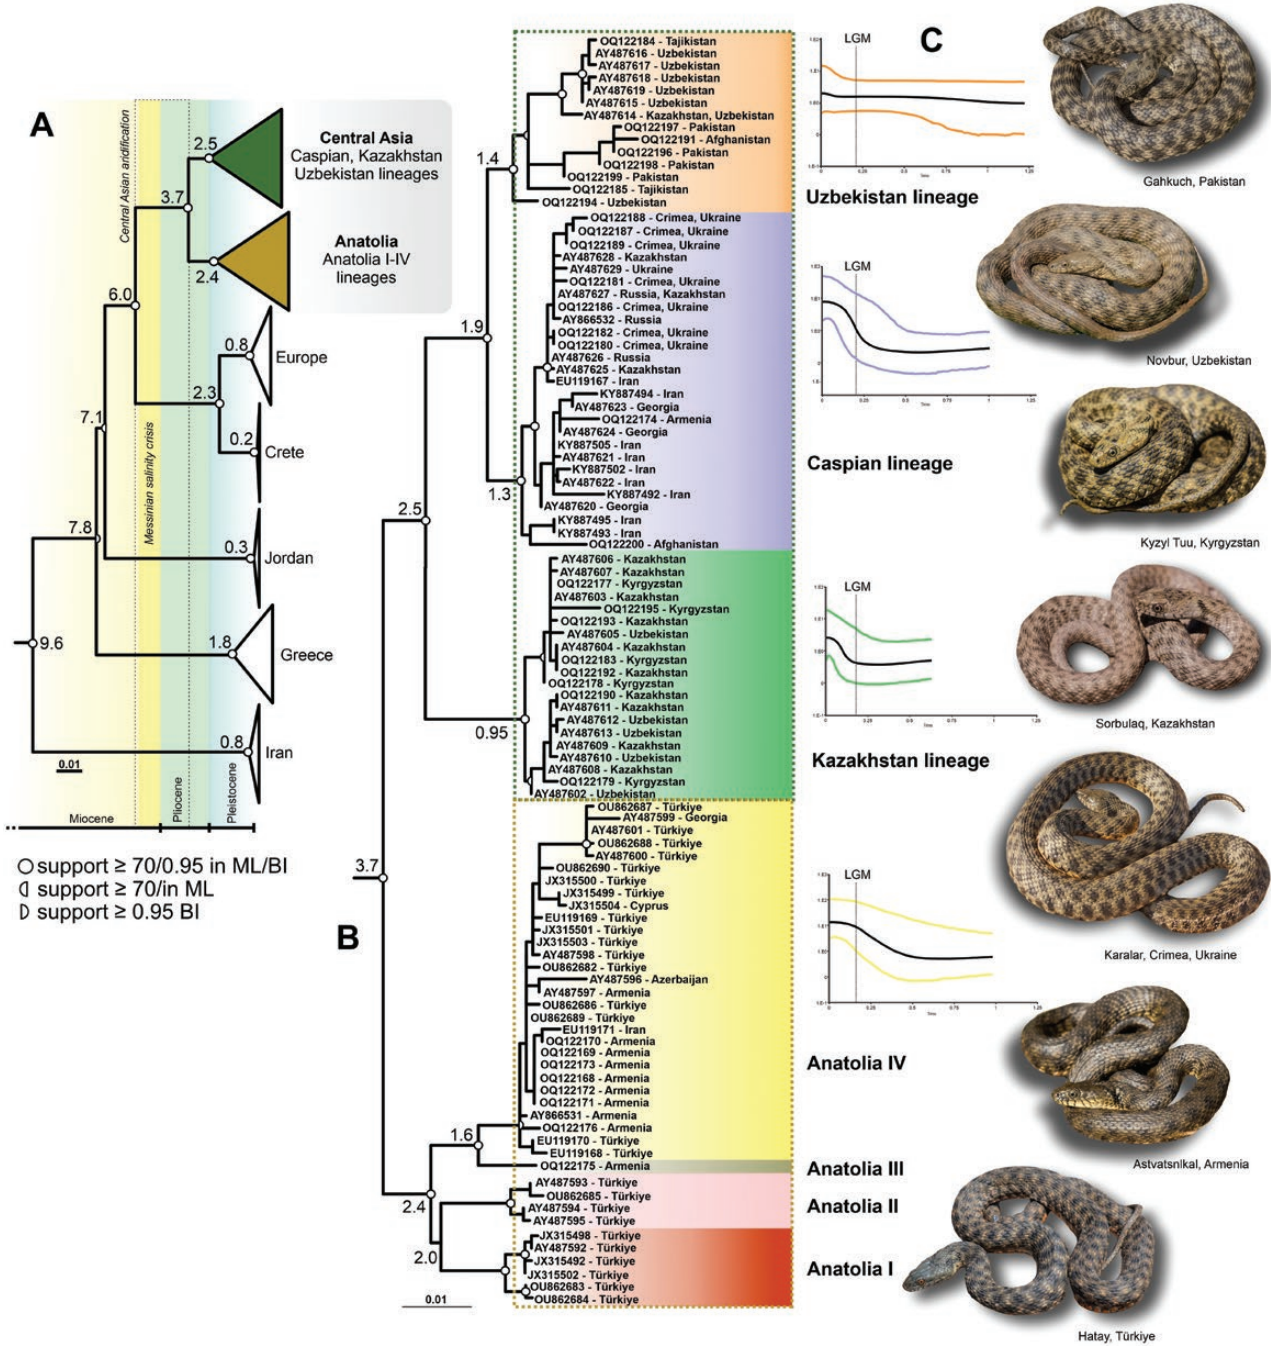 A
Central Asian aridification
Messinian salinity crisis
2.5
3.7
2.4
6.0
0.8
2.3
7.1
0.2
7.8
0.3
9.6
1.8
0.8
Central Asia
Caspian, Kazakhstan
Uzbekistan lineages
Anatolia
Anatolia I-IV
lineages
Europe
Crete
Jordan
Greece
Iran
0.01
Miocene
Pliocene
Pleistocene
support ≥ 70/0.95 in ML/BI
support ≥ 70/in ML
support ≥ 0.95 BI
B
3.7
2.5
1.9
1.4
1.3
0.95
1.6
2.4
2.0
0.01
OQ122184 - Tajikistan
AY487616 - Uzbekistan
AY487617 - Uzbekistan
AY487618 - Uzbekistan
AY487619 - Uzbekistan
AY487615 - Uzbekistan
AY487614 - Kazakhstan, Uzbekistan
OQ122197 - Pakistan
OQ122191 - Afghanistan
OQ122196 - Pakistan
OQ122198 - Pakistan
OQ122199 - Pakistan
OQ122185 - Tajikistan
OQ122194 - Uzbekistan
OQ122188 - Crimea, Ukraine
OQ122187 - Crimea, Ukraine
OQ122189 - Crimea, Ukraine
AY487628 - Kazakhstan
AY487629 - Ukraine
OQ122181 - Crimea, Ukraine
AY487627 - Russia, Kazakhstan
OQ122186 - Crimea, Ukraine
AY866532 - Russia
OQ122182 - Crimea, Ukraine
OQ122180 - Crimea, Ukraine
AY487626 - Russia
AY487625 - Kazakhstan
EU119167 - Iran
KY887494 - Iran
AY487623 - Georgia
OQ122174 - Armenia
AY487624 - Georgia
KY887505 - Iran
AY487621 - Iran
KY887502 - Iran
AY487622 - Iran
KY887492 - Iran
AY487620 - Georgia
KY887495 - Iran
KY887493 - Iran
OQ122200 - Afghanistan
AY487606 - Kazakhstan
AY487607 - Kazakhstan
OQ122177 - Kyrgyzstan
AY487603 - Kazakhstan
OQ122195 - Kyrgyzstan
OQ122193 - Kazakhstan
AY487605 - Uzbekistan
AY487604 - Kazakhstan
OQ122183 - Kyrgyzstan
OQ122192 - Kazakhstan
OQ122178 - Kyrgyzstan
OQ122190 - Kazakhstan
AY487611 - Kazakhstan
AY487612 - Uzbekistan
AY487613 - Uzbekistan
AY487609 - Kazakhstan
AY487610 - Uzbekistan
AY487608 - Kazakhstan
OQ122179 - Kyrgyzstan
AY487602 - Uzbekistan
OU862687 - Türkiye
AY487599 - Georgia
AY487601 - Türkiye
OU862688 - Türkiye
AY487600 - Türkiye
OU862690 - Türkiye
JX315500 - Türkiye
JX315499 - Türkiye
JX315504 - Cyprus
EU119169 - Türkiye
JX315501 - Türkiye
JX315503 - Türkiye
AY487598 - Türkiye
OU862682 - Türkiye
AY487596 - Azerbaijan
AY487597 - Armenia
OU862686 - Türkiye
OU862689 - Türkiye
EU119171 - Iran
OQ122170 - Armenia
OQ122169 - Armenia
OQ122173 - Armenia
OQ122168 - Armenia
OQ122172 - Armenia
OQ122171 - Armenia
AY866531 - Armenia
OQ122176 - Armenia
EU119170 - Türkiye
EU119168 - Türkiye
OQ122175 - Armenia
AY487593 - Türkiye
OU862685 - Türkiye
AY487594 - Türkiye
AY487595 - Türkiye
JX315498 - Türkiye
AY487592 - Türkiye
JX315492 - Türkiye
JX315502 - Türkiye
OU862683 - Türkiye
OU862684 - Türkiye
C
LGM
Uzbekistan lineage
LGM
Caspian lineage
LGM
Kazakhstan lineage
LGM
Anatolia IV
Anatolia III
Anatolia II
Anatolia I
Gahkuch, Pakistan
Novbur, Uzbekistan
Kyzyl Tuu, Kyrgyzstan
Sorbulaq, Kazakhstan
Karalar, Crimea, Ukraine
Astvatsnlkal, Armenia
Hatay, Türkiye